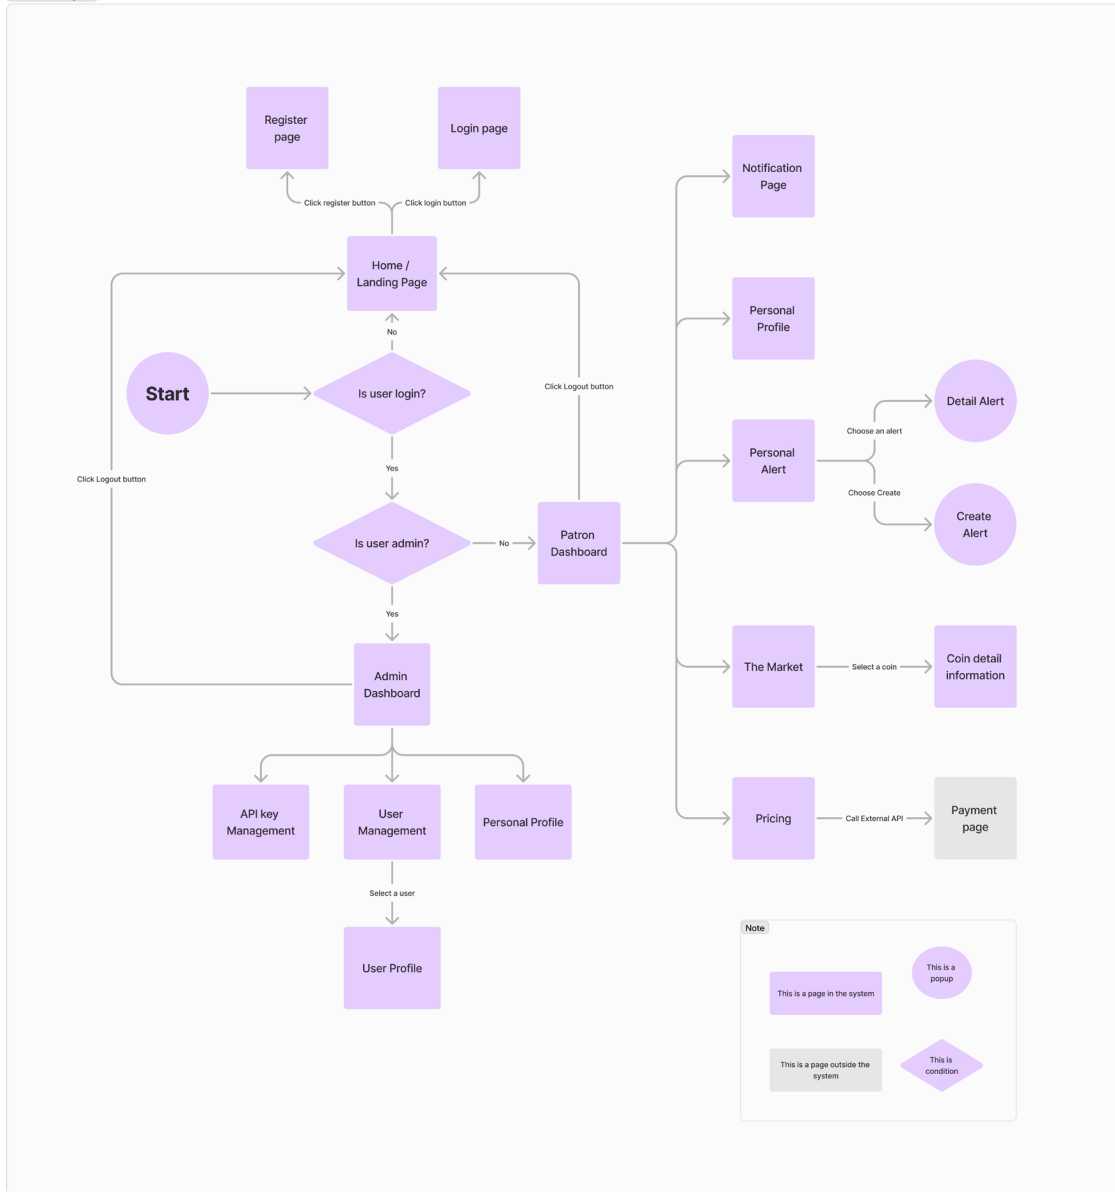 Register
page
Login page
Click register button
Click login button
Home /
Landing Page
No
Start
Is user login?
Click Logout button
Yes
Click Logout button
Is user admin?
No
Patron
Dashboard
Yes
Admin
Dashboard
API key
Management
User
Management
Personal Profile
Select a user
User Profile
Notification
Page
Personal
Profile
Personal
Alert
Choose an alert
Detail Alert
Choose Create
Create
Alert
The Market
Select a coin
Coin detail
information
Pricing
Call External API
Payment
page
Note
This is a page in the system
This is a
popup
This is a page outside the
system
This is
condition